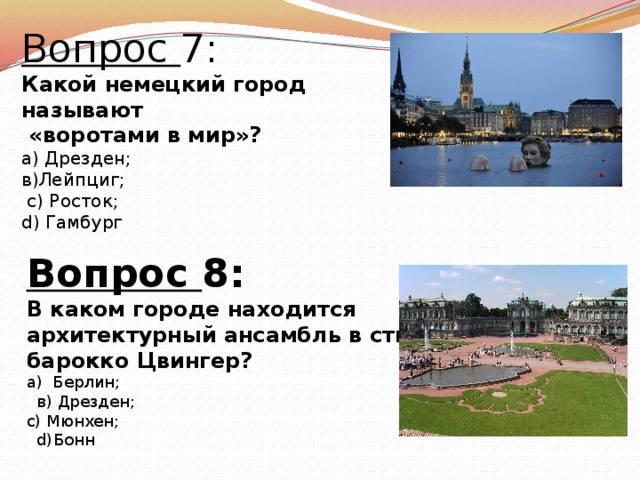 Вопрос 7:
Какой немецкий город
называют
«воротами в мир»?
а) Дрезден;
в)Лейпциг;
с) Росток;
d) Гамбург
Вопрос 8:
В каком городе находится
архитектурный ансамбль в
барокко Цвингер?
а) Берлин;
в) Дрезден;
с) Мюнхен;
d)Бонн